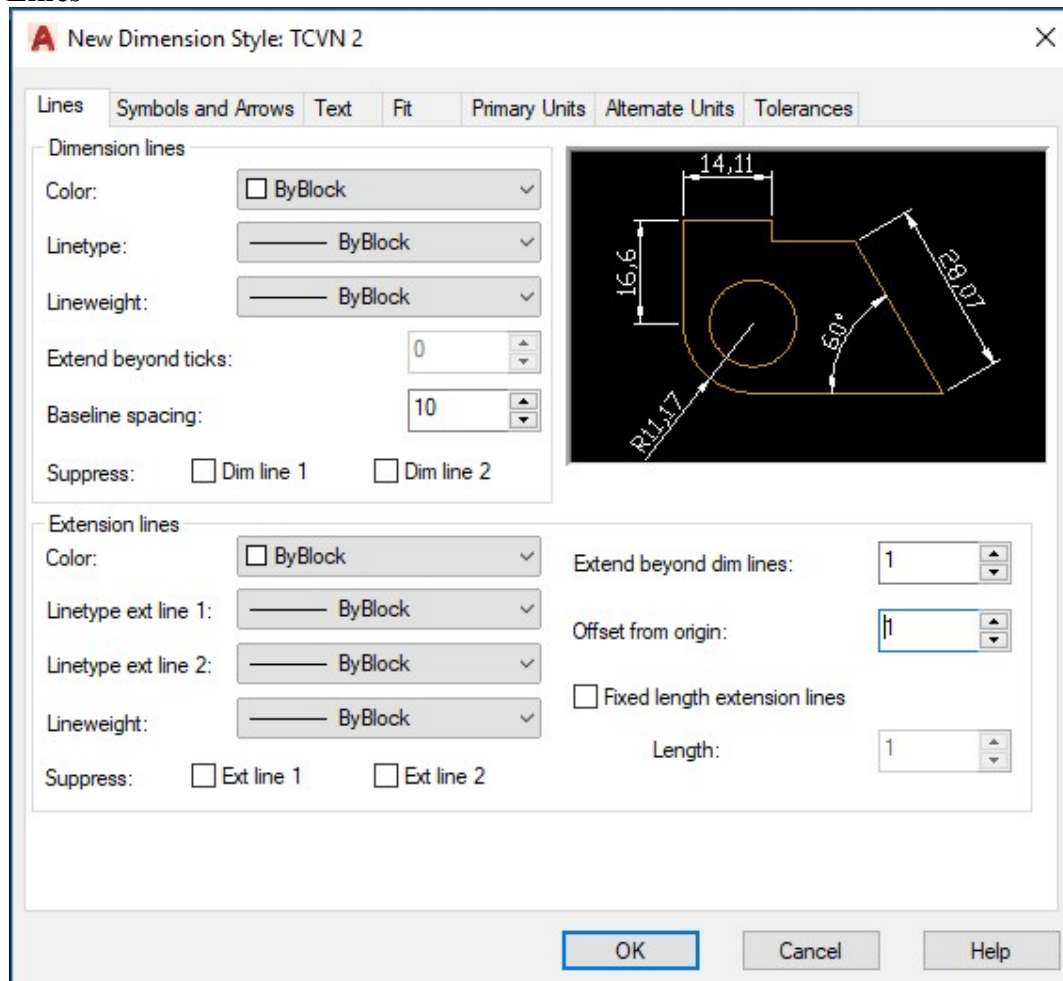 Lines
New Dimension Style: TCVN 2
Lines Symbols and Arrows Text Fit Primary Units Alternate Units Tolerances
Dimension lines
Color: ByBlock
Linetype: ByBlock
Lineweight: ByBlock
Extend beyond ticks: 0
Baseline spacing: 10
Suppress: Dim line 1 Dim line 2
14,11
16,6
28,07
60°
R11,17
Extension lines
Color: ByBlock
Linetype ext line 1: ByBlock
Linetype ext line 2: ByBlock
Lineweight: ByBlock
Suppress: Ext line 1 Ext line 2
Extend beyond dim lines: 1
Offset from origin: 1
Fixed length extension lines
Length: 1
OK Cancel Help